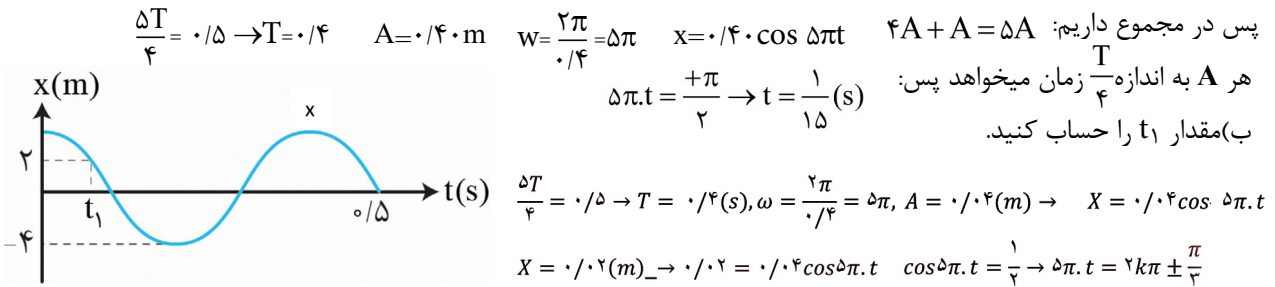 پس در مجموع داریم: ۴A + A = ۵A
x=۰/۴۰cos ۵πt
w=۲π/۰/۴=۵π
A=۰/۴۰m
۵T/۴=۰/۵→T=۰/۴
هر A به اندازه T/۴ زمان میخواهد پس:
۵π.t=+π/۲→t=۱/۱۵(s)
ب)مقدار t۱ را حساب کنید.
x(m)
x
۲
t۱
۰/۵
t(s)
-۴
۵T/۴ = ۰/۵ → T = ۰/۴(s), ω = ۲π/۰/۴ = ۵π, A = ۰/۰۴(m) → X = ۰/۰۴cos ۵π.t
X = ۰/۰۲(m)_→ ۰/۰۲ = ۰/۰۴cos۵π.t cos۵π.t = ۱/۲ → ۵π.t = ۲kπ ± π/۳